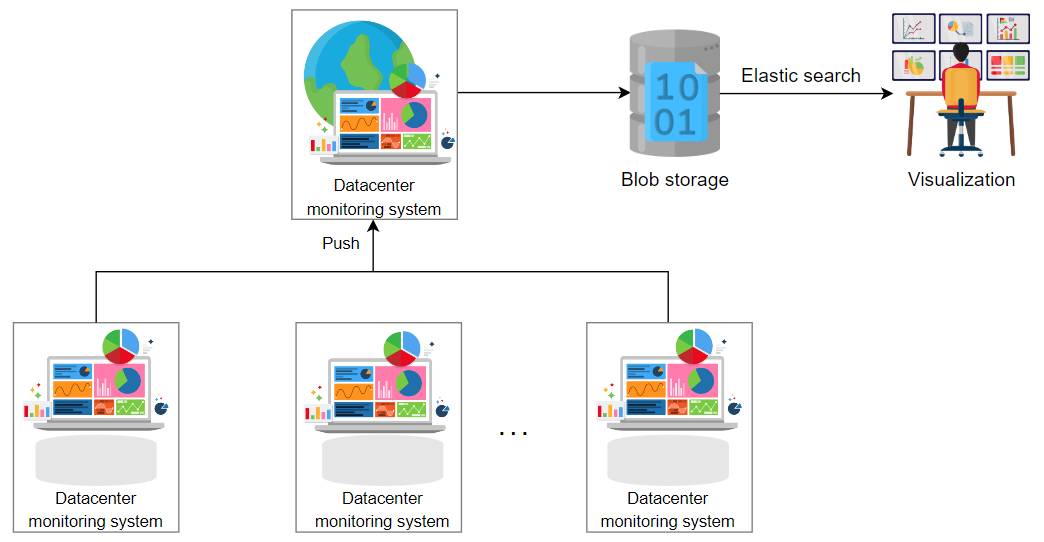 Elastic search
10
01
Blob storage
Visualization
Datacenter
monitoring system
Push
...
Datacenter
monitoring system
Datacenter
monitoring system
Datacenter
monitoring system